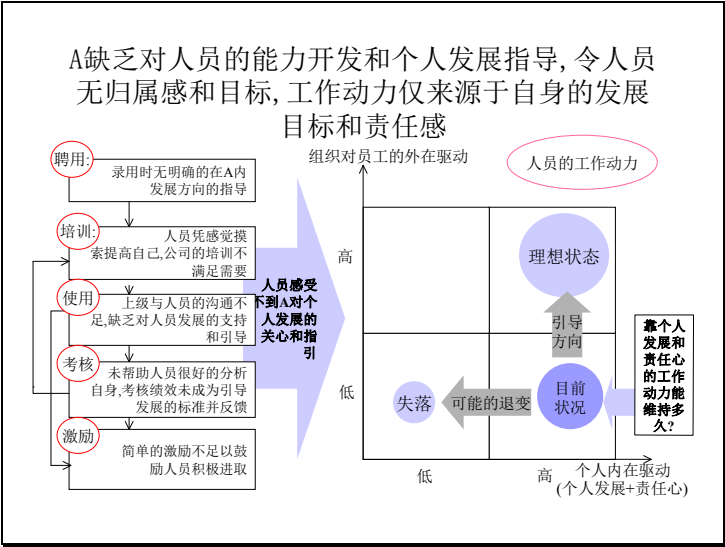 A缺乏对人员的能力开发和个人发展指导,令人员
无归属感和目标,工作动力仅来源于自身的发展
目标和责任感
聘用:
录用时无明确的在A内
发展方向的指导
培训:
人员凭感觉摸
索提高自己,公司的培训不
满足需要
使用
上级与人员的沟通不
足,缺乏对人员发展的支持
和引导
考核
未帮助人员很好的分析
自身,考核绩效未成为引导
发展的标准并反馈
激励
简单的激励不足以鼓
励人员积极进取
人员感受
不到A对个
人发展的
关心和指
引
组织对员工的外在驱动
人员的工作动力
高
理想状态
引导
方向
低
失落
可能的退变
目前
状况
靠个人
发展和
责任心
的工作
动力能
维持多
久?
低
高
个人内在驱动
(个人发展+责任心)